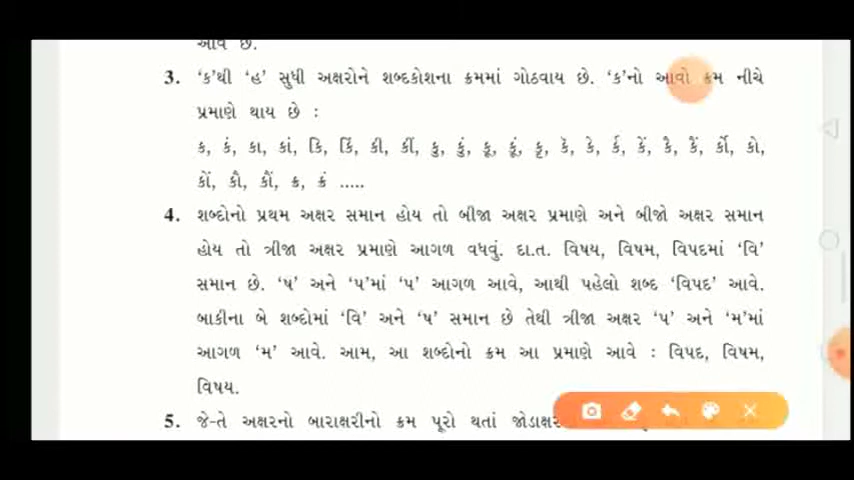 આવે છે.
3. ‘ક’થી ‘હ’ સુધી અક્ષરોને શબ્દકોશના ક્રમમાં ગોઠવાય છે. ‘ક’નો આવો ક્રમ નીચે
પ્રમાણે થાય છે :
ક, કં, કા, કાં, કિ, કિં, કી, કીં, કુ, કું, કૂ, કૂં, કૃ, કૅ, કે, કેં, કૈ, કૈં, કૉ, કો,
કોં, કૌ, કૌં, ક્ર, ક્રં .....
4. શબ્દોનો પ્રથમ અક્ષર સમાન હોય તો બીજા અક્ષર પ્રમાણે અને બીજો અક્ષર સમાન
હોય તો ત્રીજા અક્ષર પ્રમાણે આગળ વધવું. દા.ત. વિષય, વિષમ, વિપદમાં ‘વિ’
સમાન છે. ‘ષ’ અને ‘પ’માં ‘પ’ આગળ આવે, આથી પહેલો શબ્દ ‘વિપદ’ આવે.
બાકીના બે શબ્દોમાં ‘વિ’ અને ‘ષ’ સમાન છે તેથી ત્રીજા અક્ષર ‘પ’ અને ‘મ’માં
આગળ ‘મ’ આવે. આમ, આ શબ્દોનો ક્રમ આ પ્રમાણે આવે : વિપદ, વિષમ,
વિષય.
5. જે-તે અક્ષરનો બારાક્ષરીનો ક્રમ પૂરો થતાં